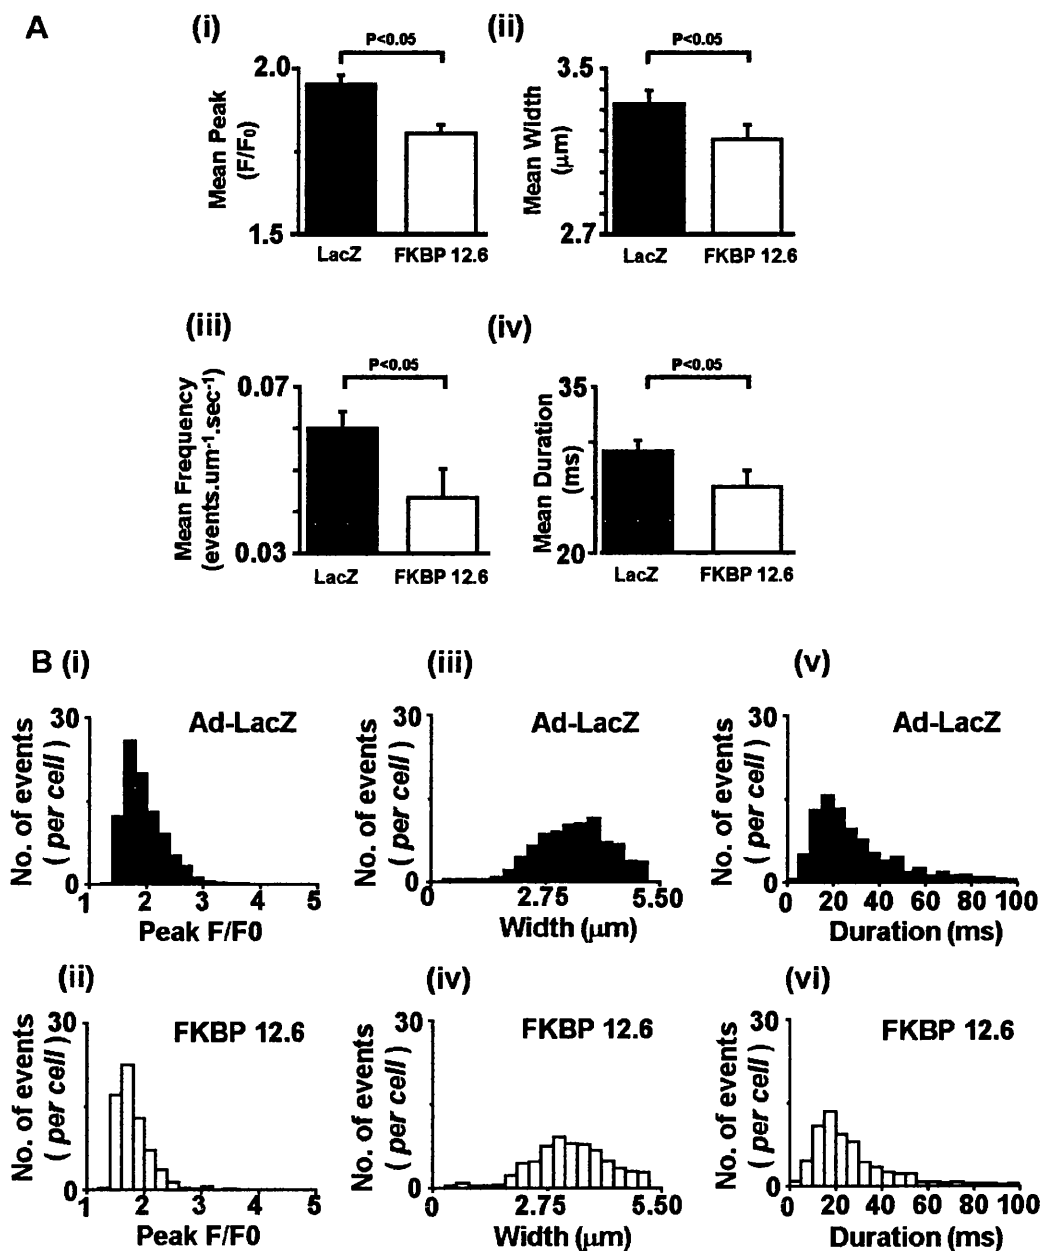 A
(i)
(ii)
P<0.05
P<0.05
Mean Peak
(F/F0)
2.0
1.5
LacZ
FKBP 12.6
Mean Width
(μm)
3.5
2.7
LacZ
FKBP 12.6
(iii)
(iv)
P<0.05
P<0.05
Mean Frequency
(events.um-1.sec-1)
0.07
0.03
LacZ
FKBP 12.6
Mean Duration
(ms)
35
20
LacZ
FKBP 12.6
B (i)
(iii)
(v)
No. of events
( per cell )
30
0
Ad-LacZ
1 2 3 4 5
Peak F/F0
No. of events
( per cell )
30
0
Ad-LacZ
0 2.75 5.50
Width (μm)
No. of events
( per cell )
30
0
Ad-LacZ
0 20 40 60 80 100
Duration (ms)
(ii)
(iv)
(vi)
No. of events
( per cell )
30
0
FKBP 12.6
1 2 3 4 5
Peak F/F0
No. of events
( per cell )
30
0
FKBP 12.6
0 2.75 5.50
Width (μm)
No. of events
( per cell )
30
0
FKBP 12.6
0 20 40 60 80 100
Duration (ms)